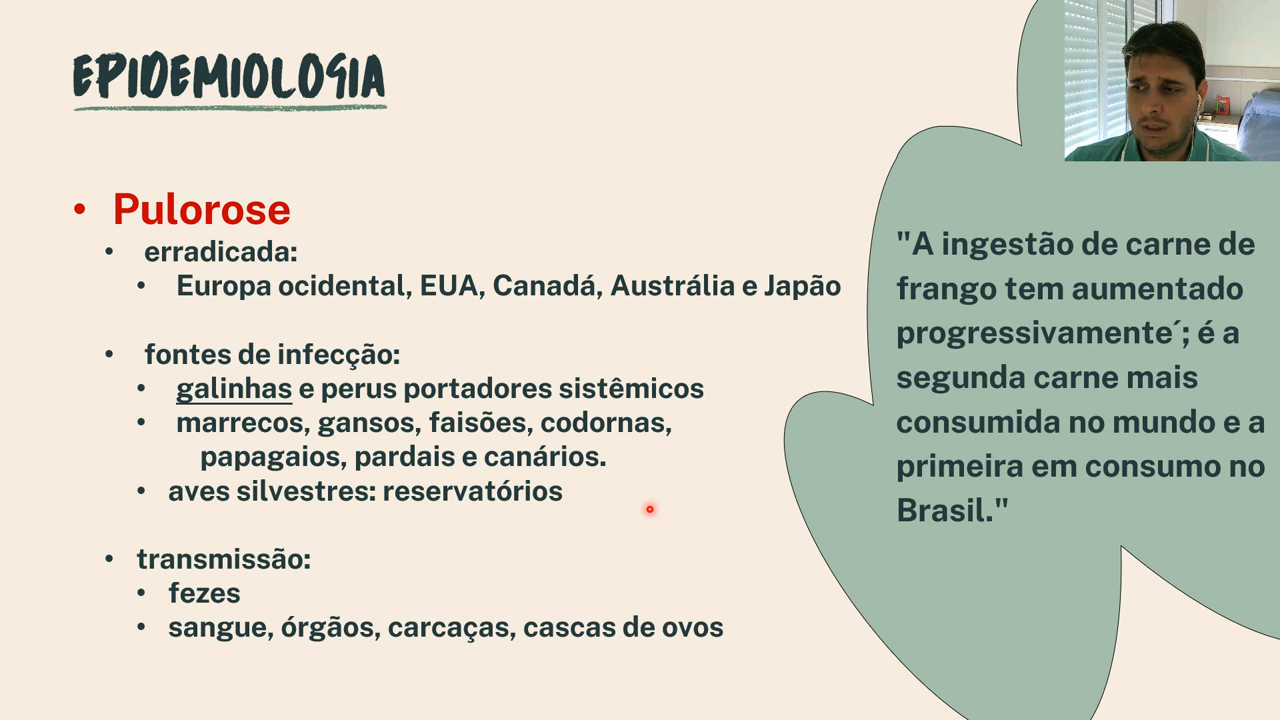 EPIDEMIOLOGIA
• Pulorose
• erradicada:
• Europa ocidental, EUA, Canadá, Austrália e Japão
• fontes de infecção:
• galinhas e perus portadores sistêmicos
• marrecos, gansos, faisões, codornas,
papagaios, pardais e canários.
• aves silvestres: reservatórios
• transmissão:
• fezes
• sangue, órgãos, carcaças, cascas de ovos
"A ingestão de carne de
frango tem aumentado
progressivamente´; é a
segunda carne mais
consumida no mundo e a
primeira em consumo no
Brasil."